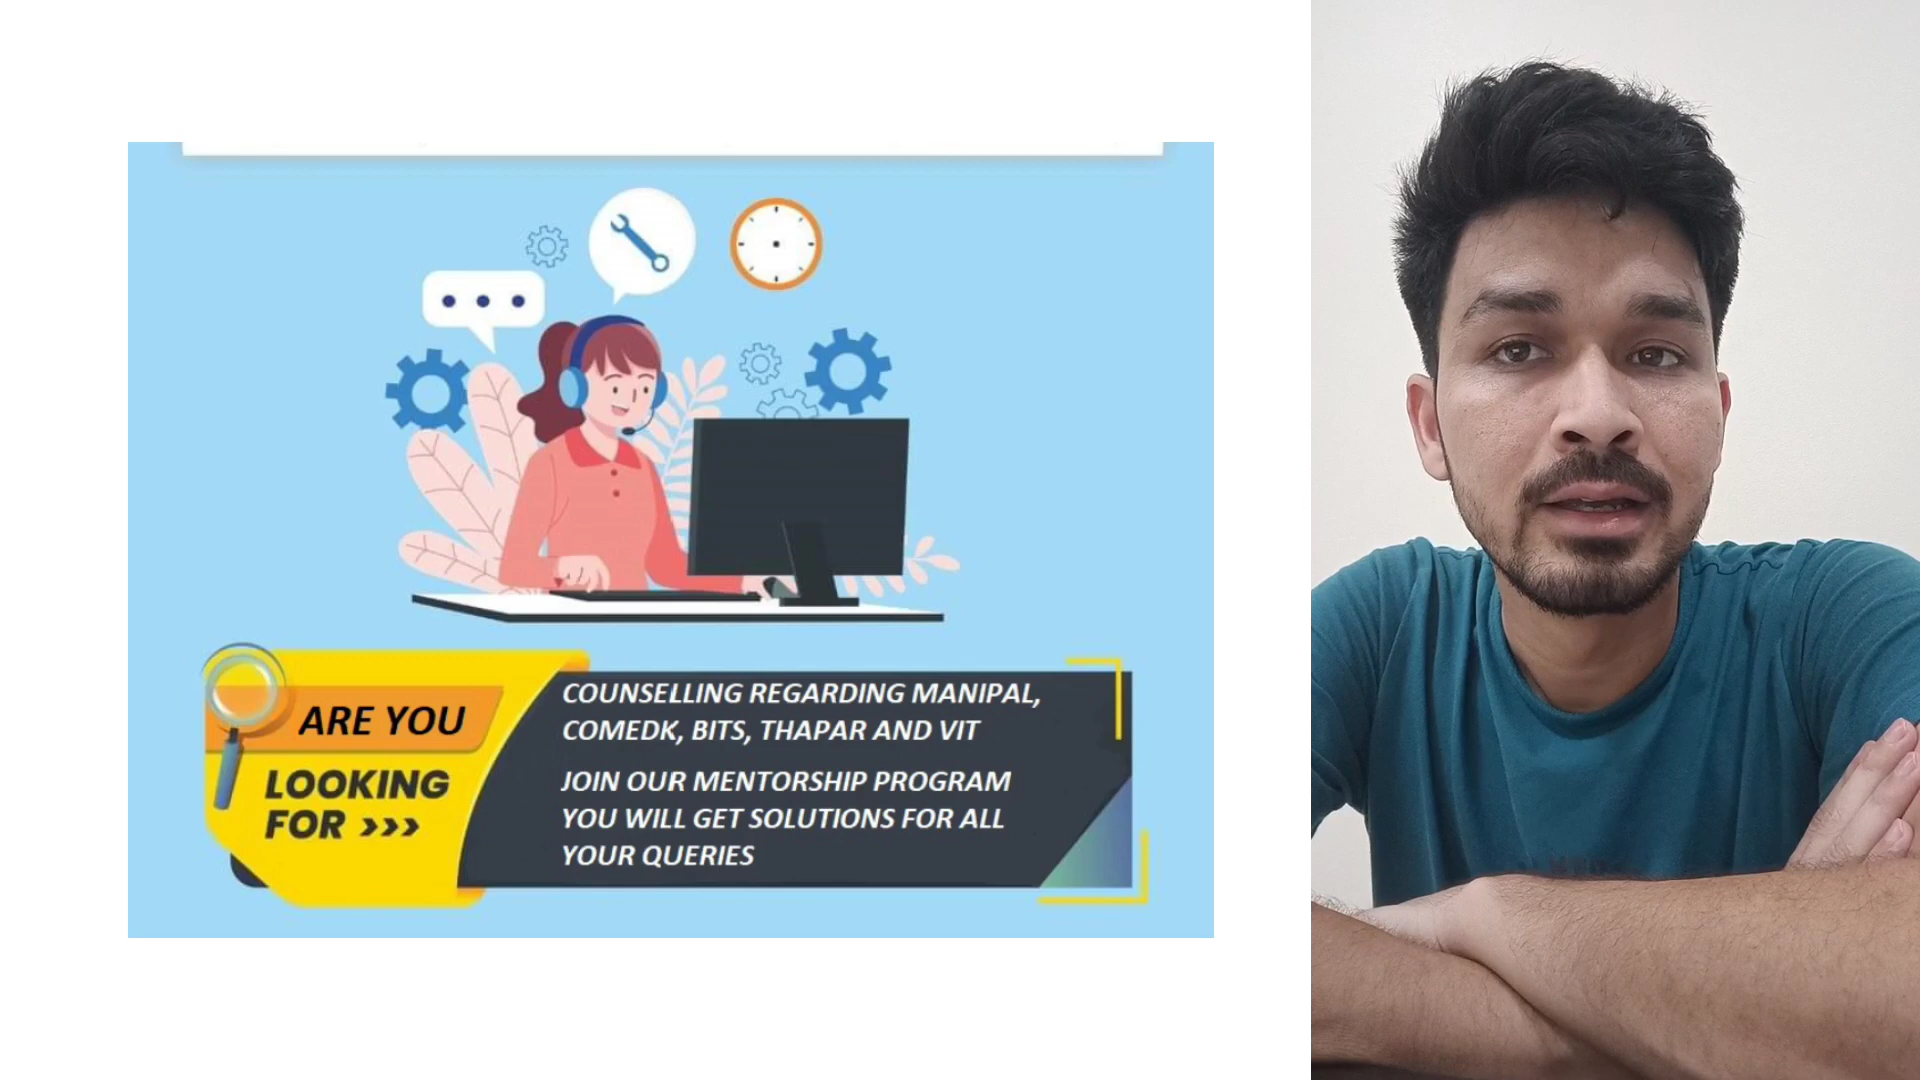 ARE YOU
LOOKING
FOR >>>
COUNSELLING REGARDING MANIPAL,
COMEDK, BITS, THAPAR AND VIT
JOIN OUR MENTORSHIP PROGRAM
YOU WILL GET SOLUTIONS FOR ALL
YOUR QUERIES